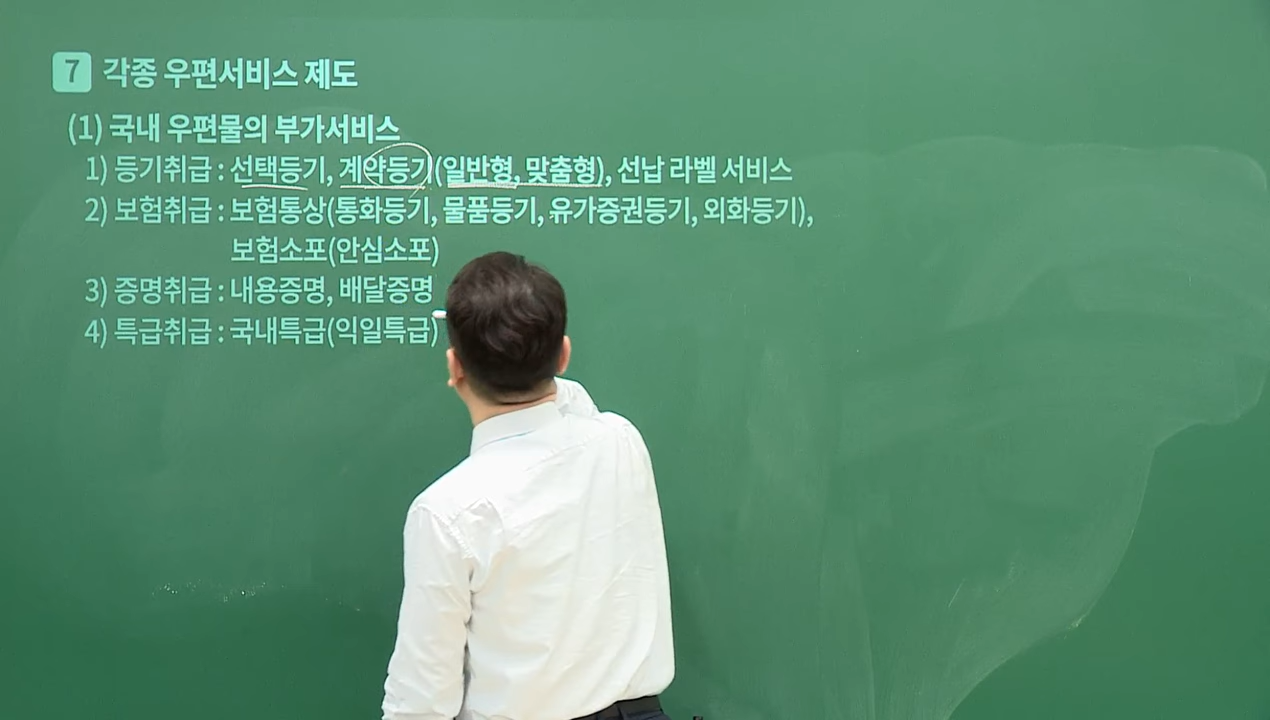 7 각종 우편서비스 제도
(1) 국내 우편물의 부가서비스
1) 등기취급 : 선택등기, 계약등기(일반형, 맞춤형), 선납 라벨 서비스
2) 보험취급 : 보험통상(통화등기, 물품등기, 유가증권등기, 외화등기),
보험소포(안심소포)
3) 증명취급 : 내용증명, 배달증명
4) 특급취급 : 국내특급(익일특급)